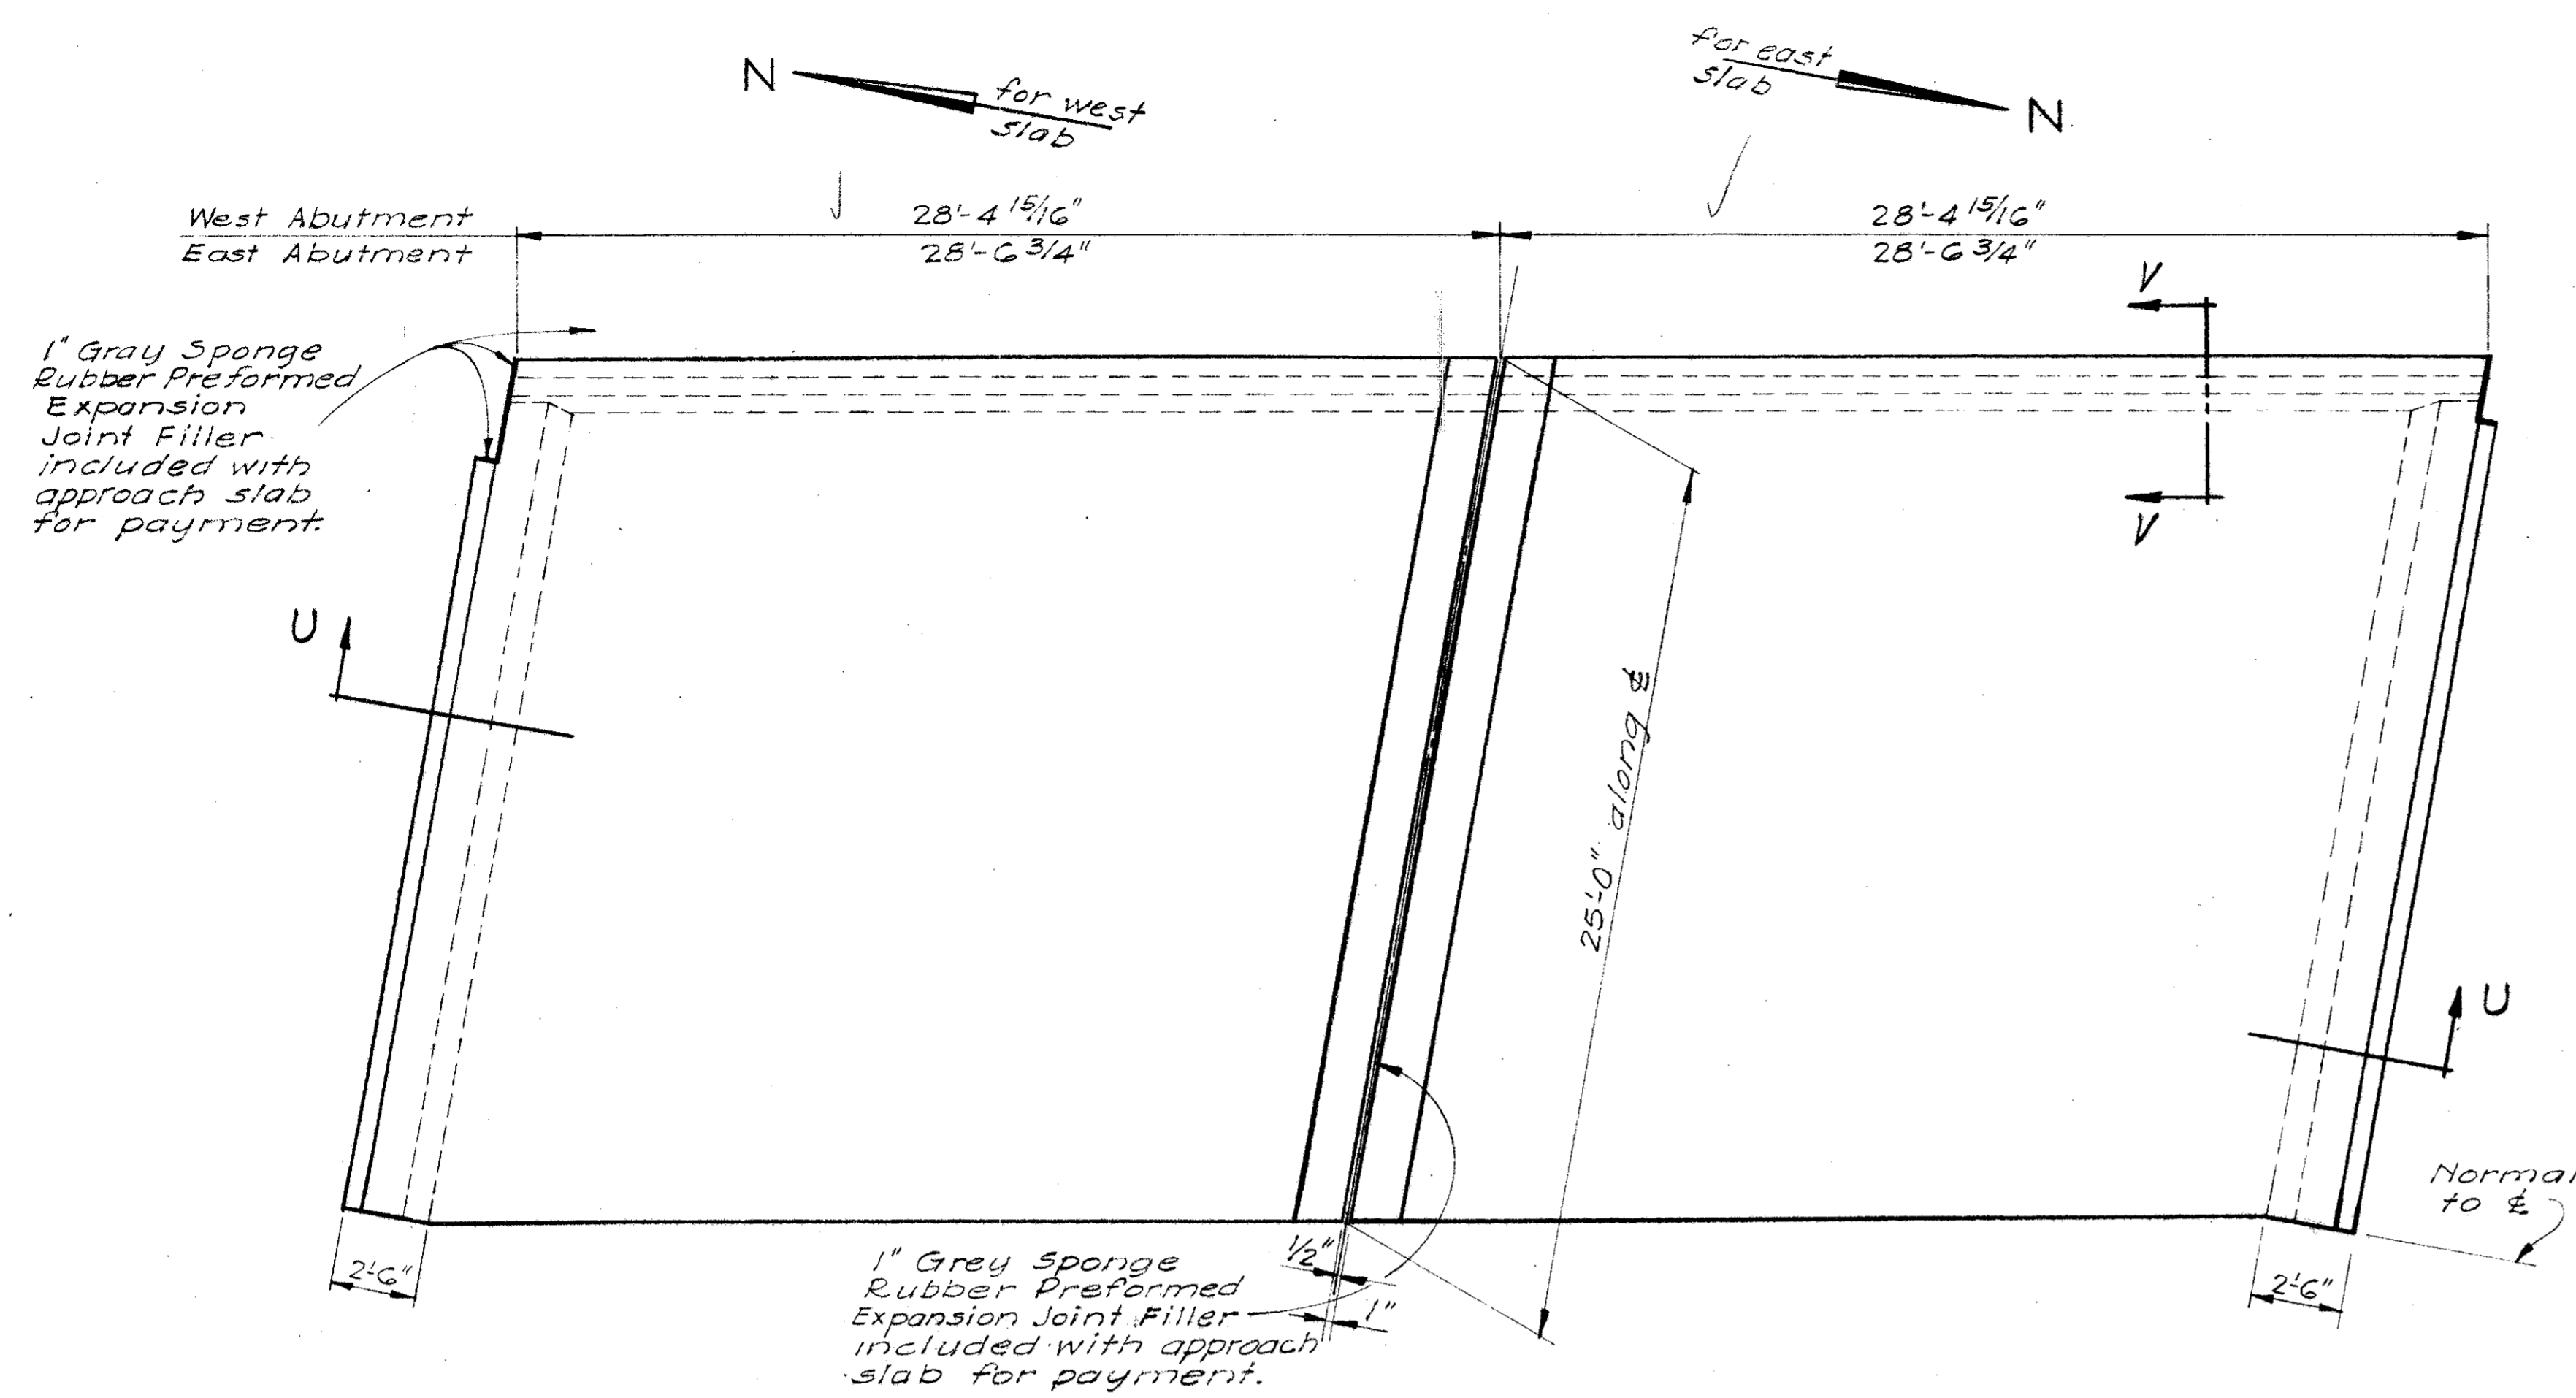 N
for west
slab
for east
slab
N
West Abutment
East Abutment
28'-4 15/16"
28'-6 3/4"
28'-4 15/16"
28'-6 3/4"
V
V
1" Gray Sponge
Rubber Preformed
Expansion
Joint Filler
included with
approach slab
for payment.
U
25'-0" along ℄
U
Normal
to ℄
2'-6"
1" Grey Sponge
Rubber Preformed
Expansion Joint Filler
included with approach
slab for payment.
1/2"
1"
2'-6"